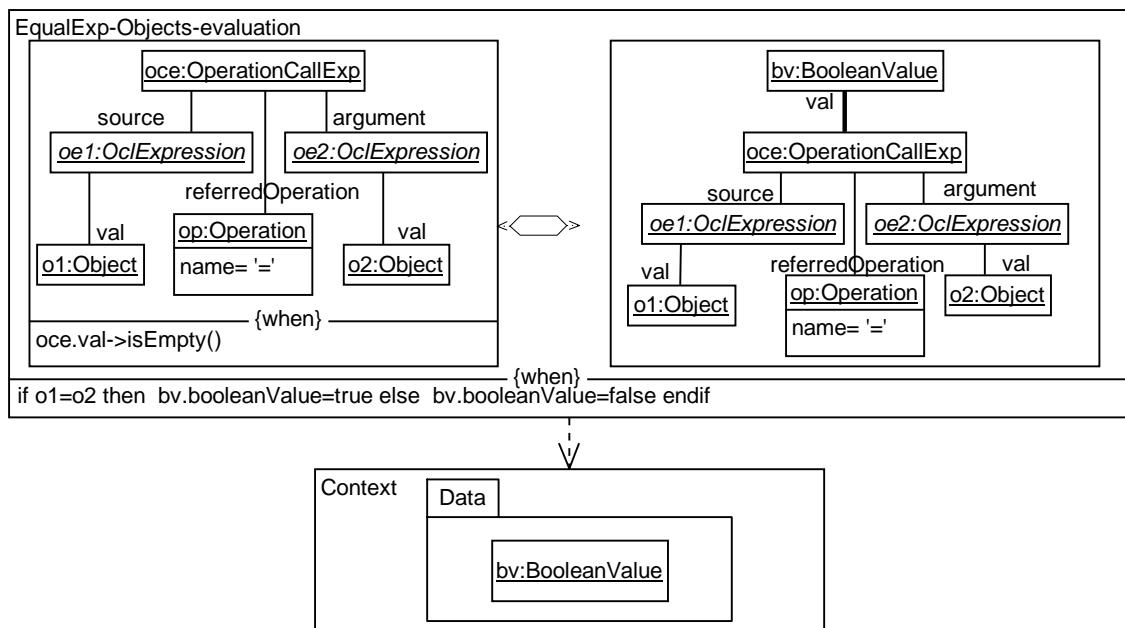 EqualExp-Objects-evaluation
oce:OperationCallExp
source
argument
oe1:OclExpression
oe2:OclExpression
referredOperation
val
op:Operation
val
o1:Object
name= '='
o2:Object
{when}
oce.val->isEmpty()
bv:BooleanValue
val
oce:OperationCallExp
source
argument
oe1:OclExpression
oe2:OclExpression
val
referredOperation
val
o1:Object
op:Operation
o2:Object
name= '='
{when}
if o1=o2 then  bv.booleanValue=true else  bv.booleanValue=false endif
Context
Data
bv:BooleanValue